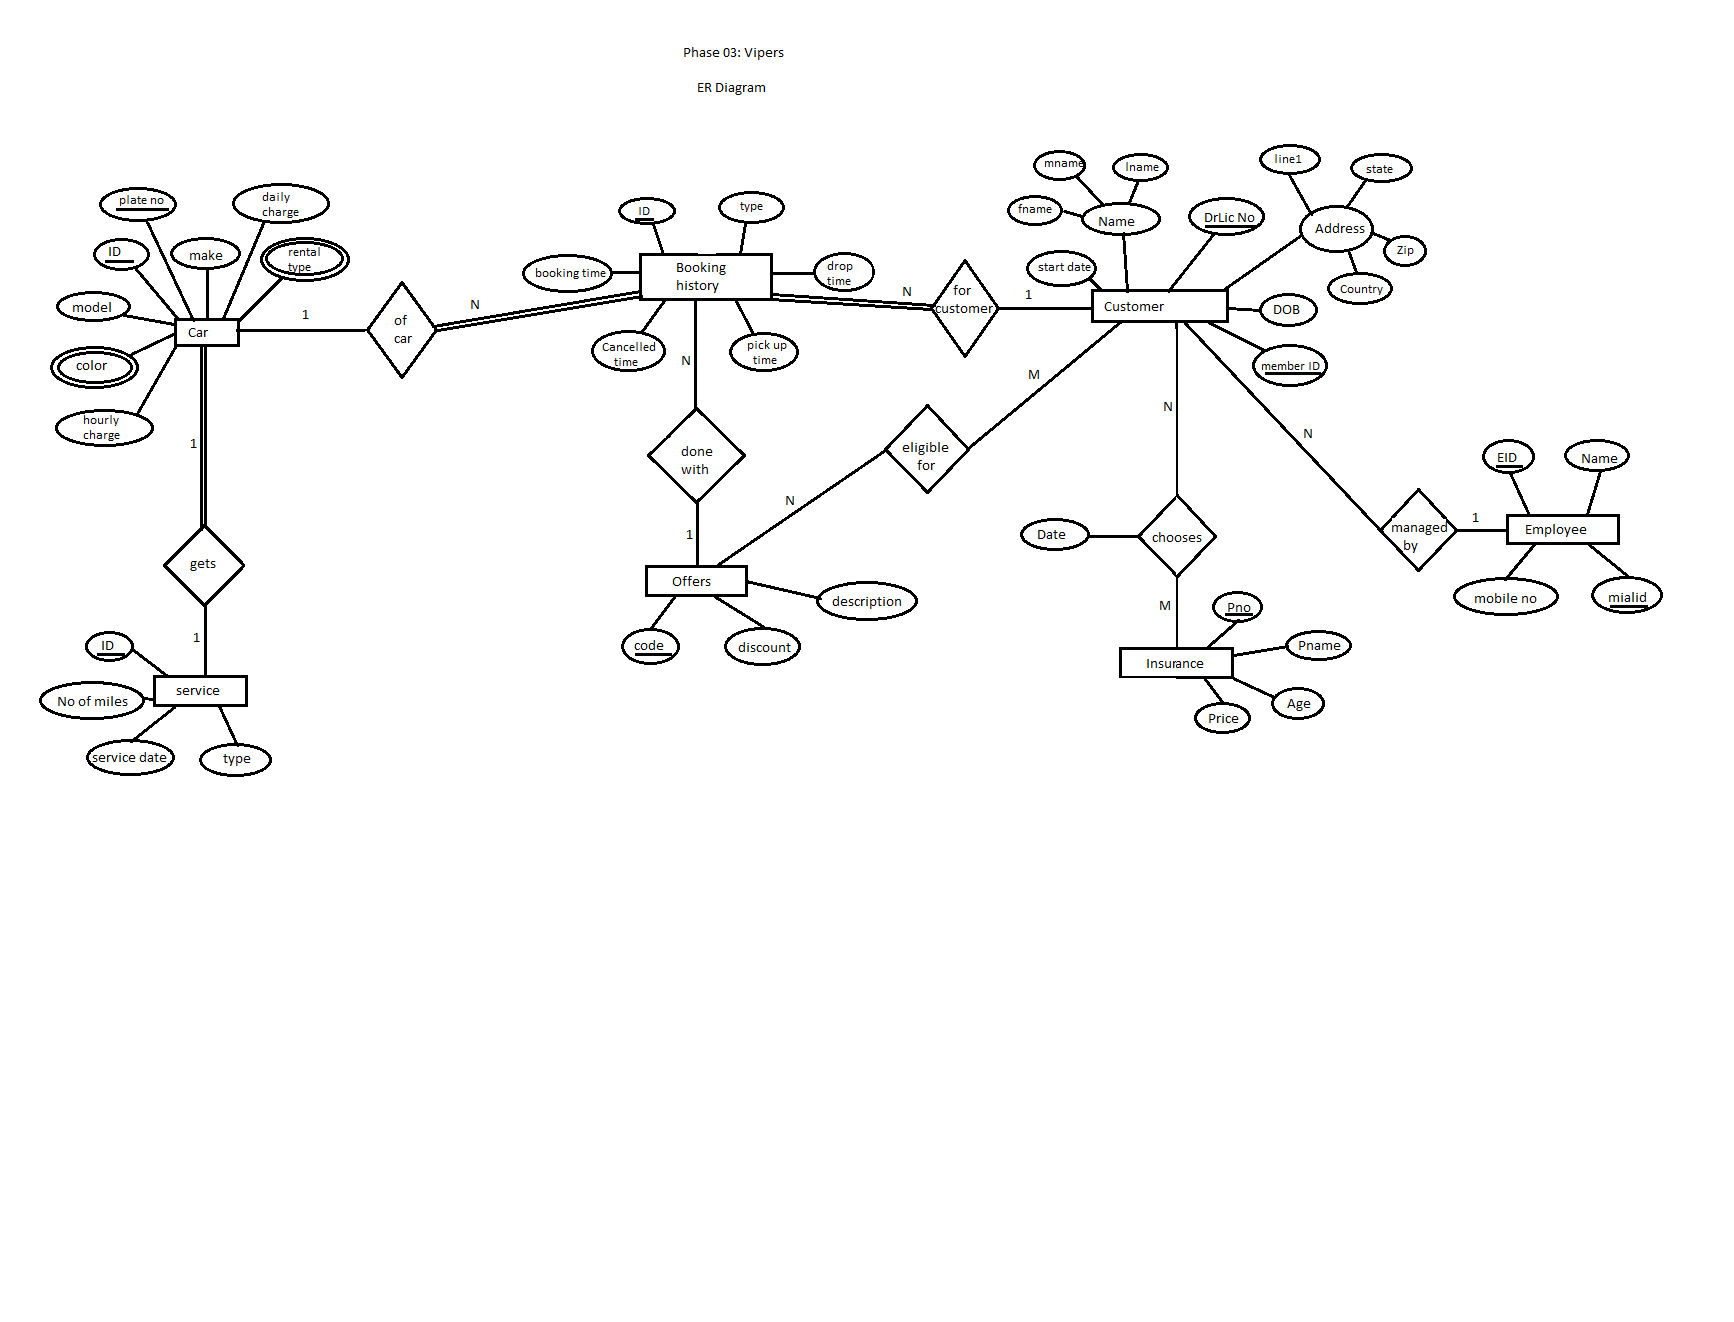 Phase 03: Vipers
ER Diagram
mname
lname
line1
state
fname
Name
DrLic No
Address
Zip
Country
plate no
daily
charge
ID
make
rental
type
model
Car
color
hourly
charge
1
of
car
N
ID
type
booking time
Booking
history
drop
time
Cancelled
time
pick up
time
N
for
customer
1
start date
Customer
DOB
member ID
N
M
N
N
1
done
with
eligible
for
N
1
gets
1
Offers
description
code
discount
Date
chooses
M
managed
by
1
EID
Name
Employee
mobile no
mialid
Pno
Pname
Insurance
Age
Price
ID
No of miles
service
service date
type